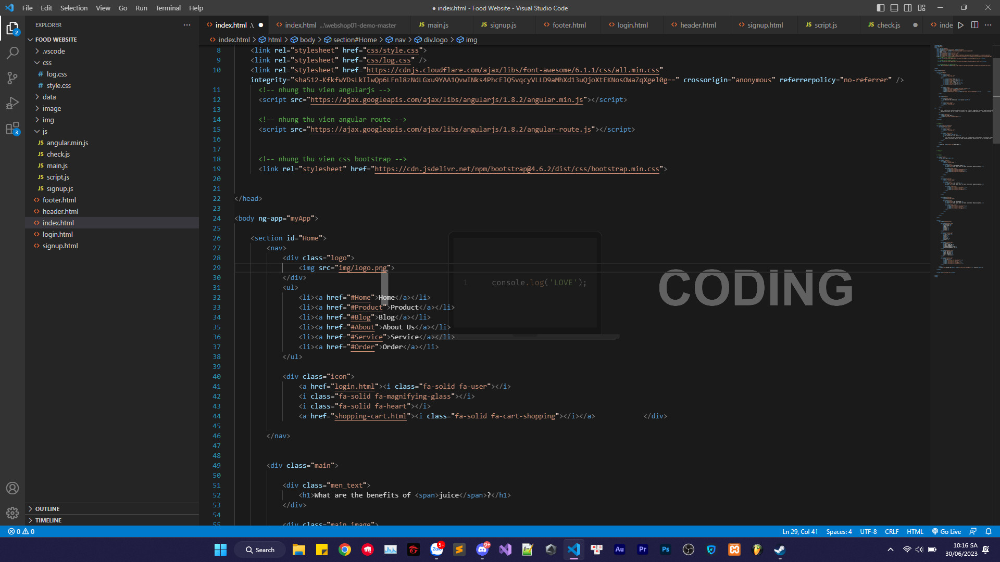 File Edit Selection View Go Run Terminal Help
● index.html - Food Website - Visual Studio Code
EXPLORER
index.html .\
index.html ...\webshop01-demo-master
JS main.js
JS signup.js
footer.html
login.html
header.html
signup.html
JS script.js
JS check.js
inde
2
3
FOOD WEBSITE
.vscode
css
# log.css
# style.css
data
image
img
js
JS angular.min.js
JS check.js
JS main.js
JS script.js
JS signup.js
footer.html
header.html
index.html
login.html
signup.html
OUTLINE
TIMELINE
index.html > html > body > section#Home > nav > div.logo > img
8 <link rel="stylesheet" href="css/style.css">
9 <link rel="stylesheet" href="css/log.css" />
10 <link rel="stylesheet" href="https://cdnjs.cloudflare.com/ajax/libs/font-awesome/6.1.1/css/all.min.css"
crossorigin="anonymous" referrerpolicy="no-referrer" />
11 <!-- nhung thu vien angularjs -->
12 <script src="https://ajax.googleapis.com/ajax/libs/angularjs/1.8.2/angular.min.js"></script>
13
14 <!-- nhung thu vien angular route -->
15 <script src="https://ajax.googleapis.com/ajax/libs/angularjs/1.8.2/angular-route.js"></script>
16
17
18 <!-- nhung thu vien css bootstrap -->
19 <link rel="stylesheet" href="https://cdn.jsdelivr.net/npm/bootstrap@4.6.2/dist/css/bootstrap.min.css">
20
21
22 </head>
23
24 <body ng-app="myApp">
25
26 <section id="Home">
27 <nav>
28 <div class="logo">
29 <img src="img/logo.png">
30 </div>
31 <ul>
32 <li><a href="#Home">Home</a></li>
33 <li><a href="#Product">Product</a></li>
34 <li><a href="#Blog">Blog</a></li>
35 <li><a href="#About">About Us</a></li>
36 <li><a href="#Service">Service</a></li>
37 <li><a href="#Order">Order</a></li>
38 </ul>
39
40 <div class="icon">
41 <a href="login.html"><i class="fa-solid fa-user"></i>
42 <i class="fa-solid fa-magnifying-glass"></i>
43 <i class="fa-solid fa-heart"></i>
44 <a href="shopping-cart.html"><i class="fa-solid fa-cart-shopping"></i></a> </div>
45
46 </nav>
47
48
49 <div class="main">
50
51 <div class="men_text">
52 <h1>What are the benefits of <span>juice</span>?</h1>
53 </div>
54
55 <div class="main_image">
I
1 console.log('LOVE');
CODING
0 0
Ln 29, Col 41 Spaces: 4 UTF-8 CRLF HTML Go Live
Search
Zalo
5+
9+
Au
Pr
Ps
10:16 SA
30/06/2023